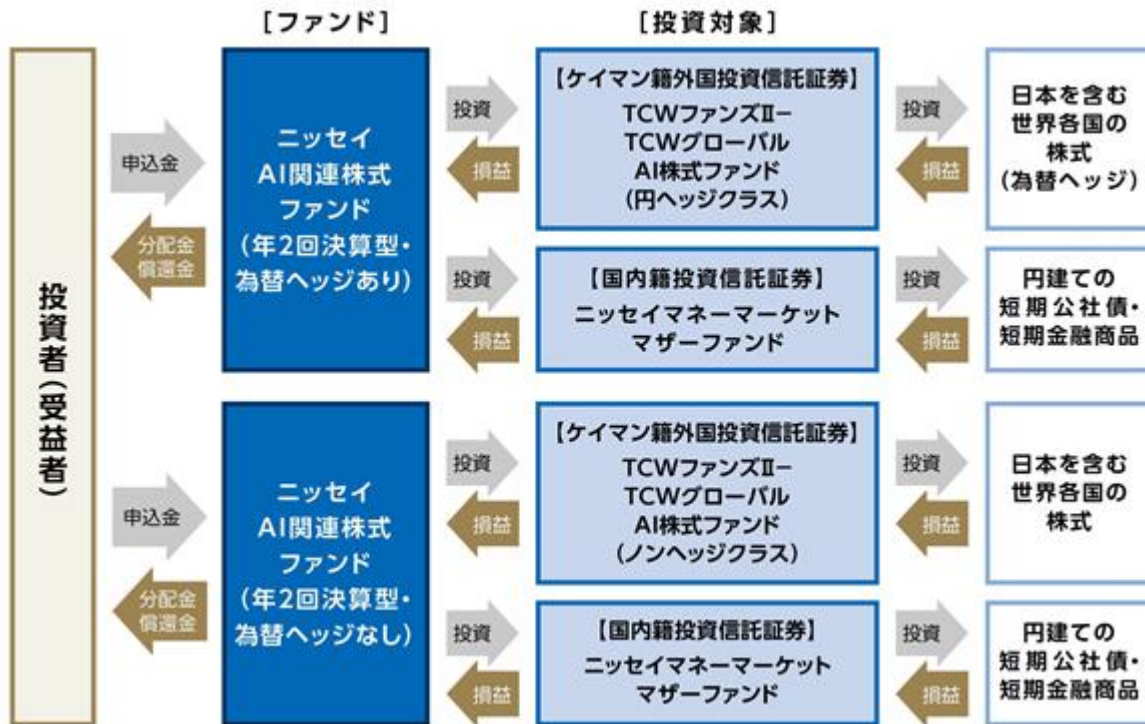 ［ファンド］
［投資対象］
投資者（受益者）
申込金
分配金
償還金
ニッセイ
AI関連株式
ファンド
（年2回決算型・
為替ヘッジあり）
投資
損益
【ケイマン籍外国投資信託証券】
TCWファンズⅡ－
TCWグローバル
AI株式ファンド
（円ヘッジクラス）
投資
損益
日本を含む
世界各国の
株式
（為替ヘッジ）
投資
損益
【国内籍投資信託証券】
ニッセイマネーマーケット
マザーファンド
投資
損益
円建ての
短期公社債・
短期金融商品
申込金
分配金
償還金
ニッセイ
AI関連株式
ファンド
（年2回決算型・
為替ヘッジなし）
投資
損益
【ケイマン籍外国投資信託証券】
TCWファンズⅡ－
TCWグローバル
AI株式ファンド
（ノンヘッジクラス）
投資
損益
日本を含む
世界各国の
株式
投資
損益
【国内籍投資信託証券】
ニッセイマネーマーケット
マザーファンド
投資
損益
円建ての
短期公社債・
短期金融商品